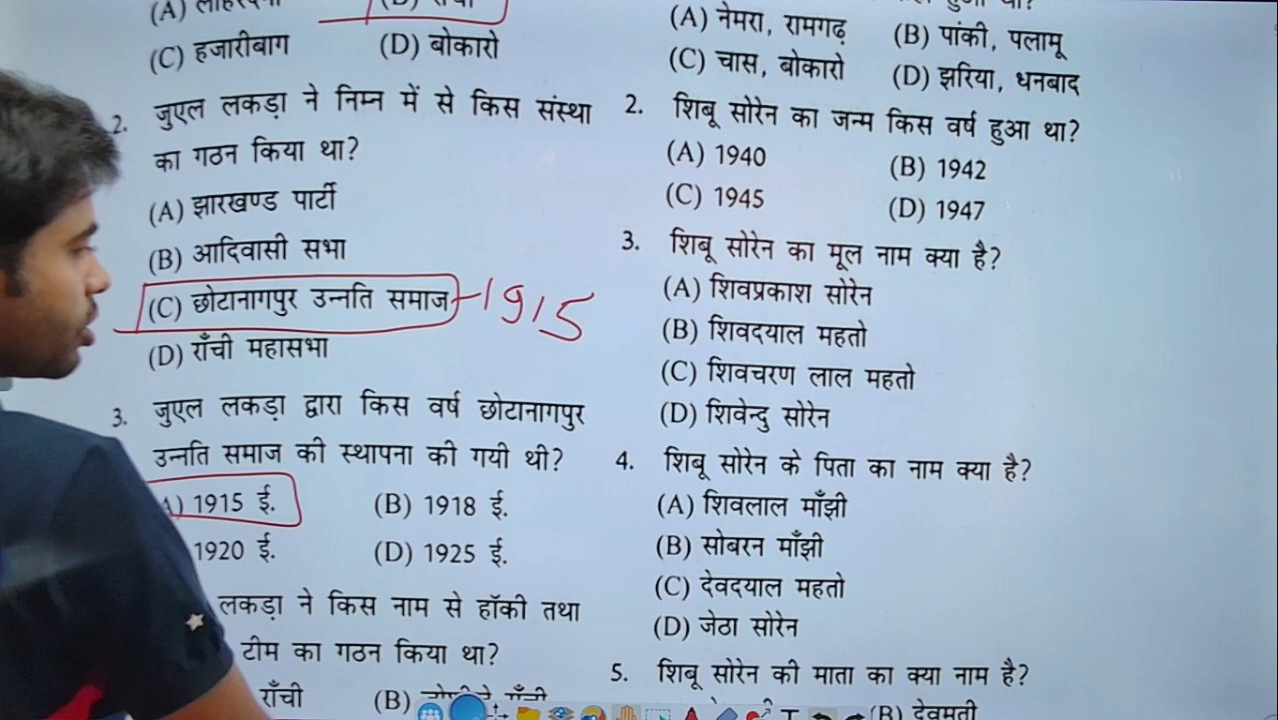 (C) हजारीबाग (D) बोकारो
2. जुएल लकड़ा ने निम्न में से किस संस्था
का गठन किया था?
(A) झारखण्ड पार्टी
(B) आदिवासी सभा
(C) छोटानागपुर उन्नति समाज - 1915
(D) राँची महासभा
3. जुएल लकड़ा द्वारा किस वर्ष छोटानागपुर
उन्नति समाज की स्थापना की गयी थी?
A) 1915 ई. (B) 1918 ई.
1920 ई. (D) 1925 ई.
लकड़ा ने किस नाम से हॉकी तथा
टीम का गठन किया था?
राँची (B)
(A) नेमरा, रामगढ़ (B) पांकी, पलामू
(C) चास, बोकारो (D) झरिया, धनबाद
2. शिबू सोरेन का जन्म किस वर्ष हुआ था?
(A) 1940 (B) 1942
(C) 1945 (D) 1947
3. शिबू सोरेन का मूल नाम क्या है?
(A) शिवप्रकाश सोरेन
(B) शिवदयाल महतो
(C) शिवचरण लाल महतो
(D) शिवेन्दु सोरेन
4. शिबू सोरेन के पिता का नाम क्या है?
(A) शिवलाल माँझी
(B) सोबरन माँझी
(C) देवदयाल महतो
(D) जेठा सोरेन
5. शिबू सोरेन की माता का क्या नाम है?
(B) देवमती